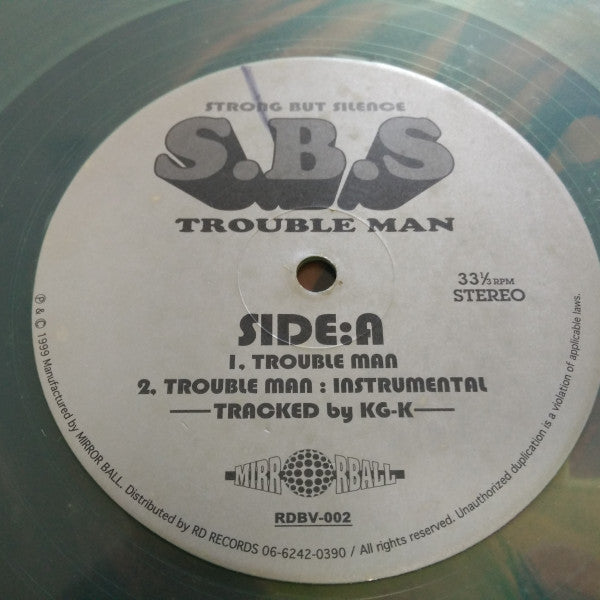 STRONG BUT SILENCE
S.B.S
TROUBLE MAN
33⅓ RPM
STEREO
SIDE:A
1, TROUBLE MAN
2, TROUBLE MAN : INSTRUMENTAL
TRACKED by KG-K
MIRRORBALL
RDBV-002
℗ & © 1999 Manufactured by MIRROR BALL. Distributed by RD RECORDS 06-6242-0390 / All rights reserved. Unauthorized duplication is a violation of applicable laws.